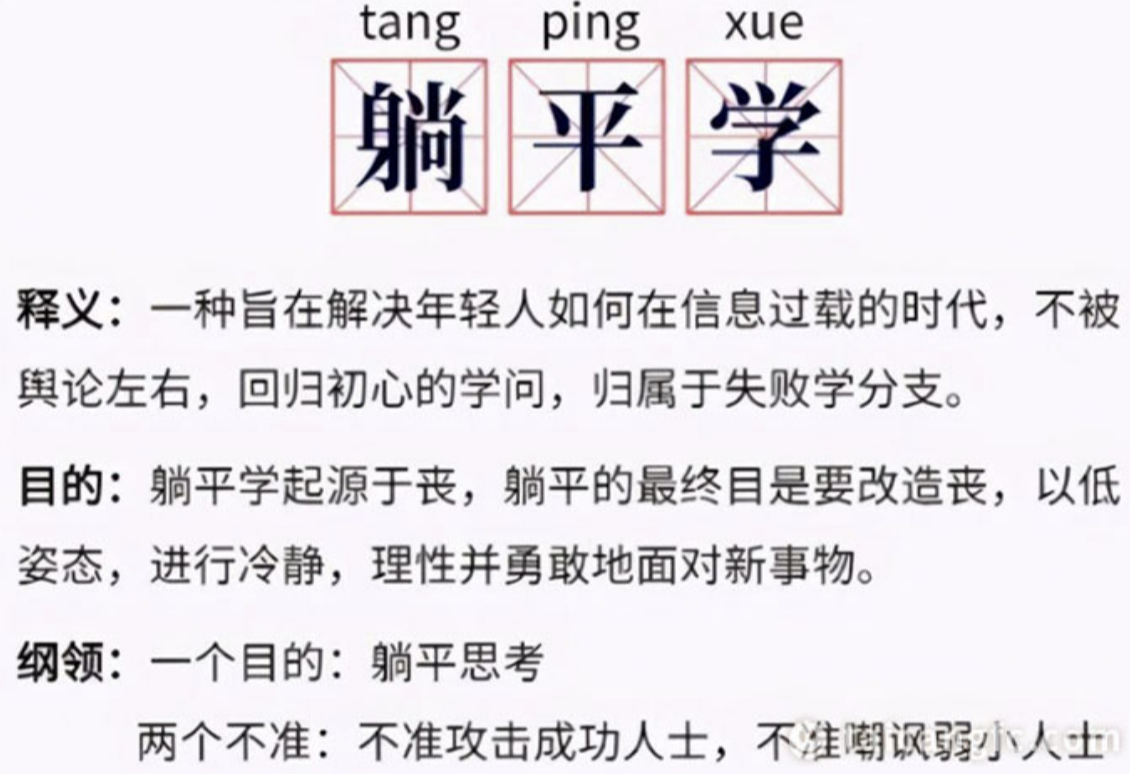 tang ping xue
躺平学
释义：一种旨在解决年轻人如何在信息过载的时代，不被
舆论左右，回归初心的学问，归属于失败学分支。
目的：躺平学起源于丧，躺平的最终目是要改造丧，以低
姿态，进行冷静，理性并勇敢地面对新事物。
纲领：一个目的：躺平思考
两个不准：不准攻击成功人士，不准嘲讽弱小人士